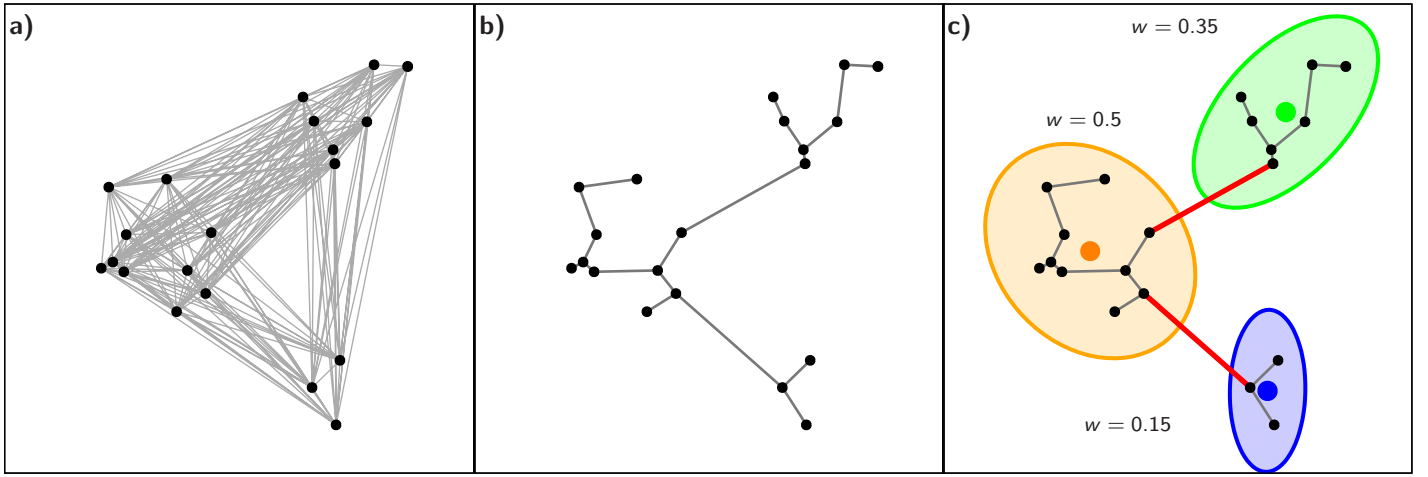 a)
b)
c)
w = 0.35
w = 0.5
w = 0.15